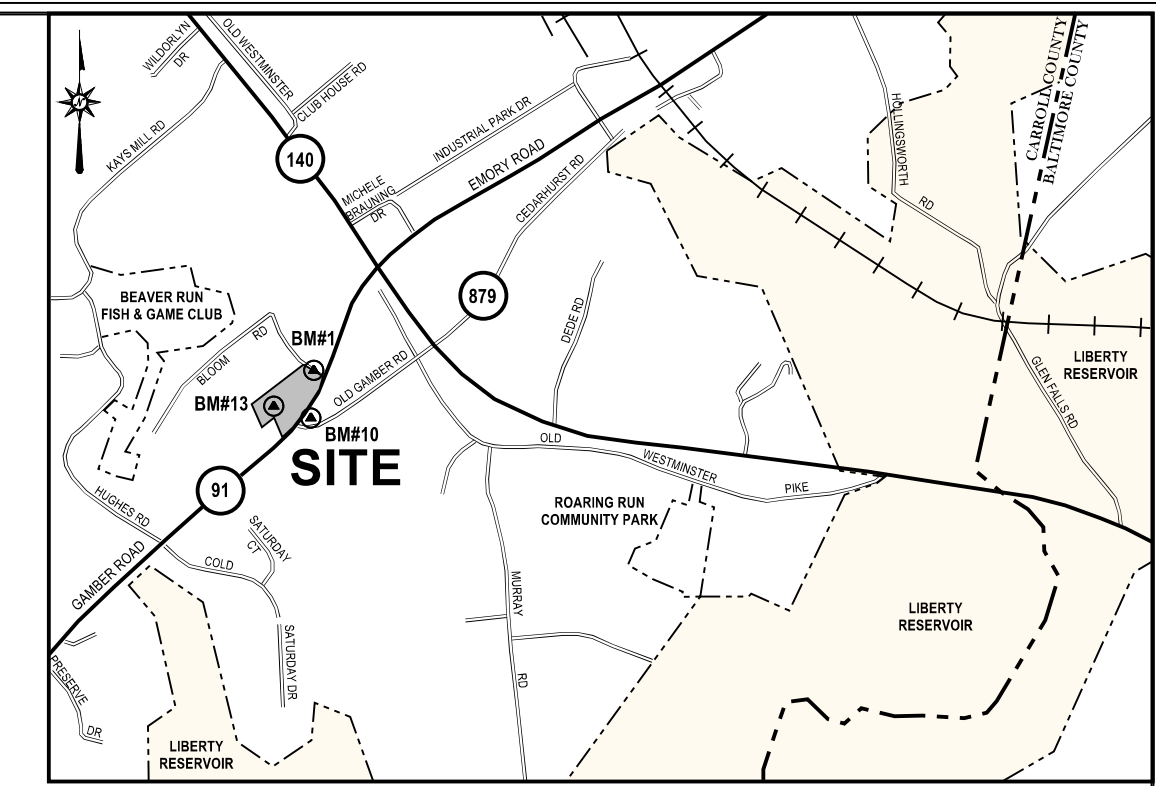 WILDORLYN
DR
OLD WESTMINSTER
CLUB HOUSE RD
KAYS MILL RD
N
140
INDUSTRIAL PARK DR
EMORY ROAD
MICHELE
BRAUNING
DR
CEDARHURST RD
879
HOLLINGSWORTH
RD
CARROLL COUNTY
BALTIMORE COUNTY
BEAVER RUN
FISH & GAME CLUB
BLOOM
RD
BM#1
BM#13
BM#10
SITE
OLD GAMBER RD
DEDE RD
LIBERTY
RESERVOIR
GLEN FALLS RD
91
OLD
WESTMINSTER
PIKE
ROARING RUN
COMMUNITY PARK
HUGHES RD
GAMBER ROAD
COLD
SATURDAY
CT
SATURDAY DR
MURRAY
RD
LIBERTY
RESERVOIR
PRESERVE
DR
LIBERTY
RESERVOIR